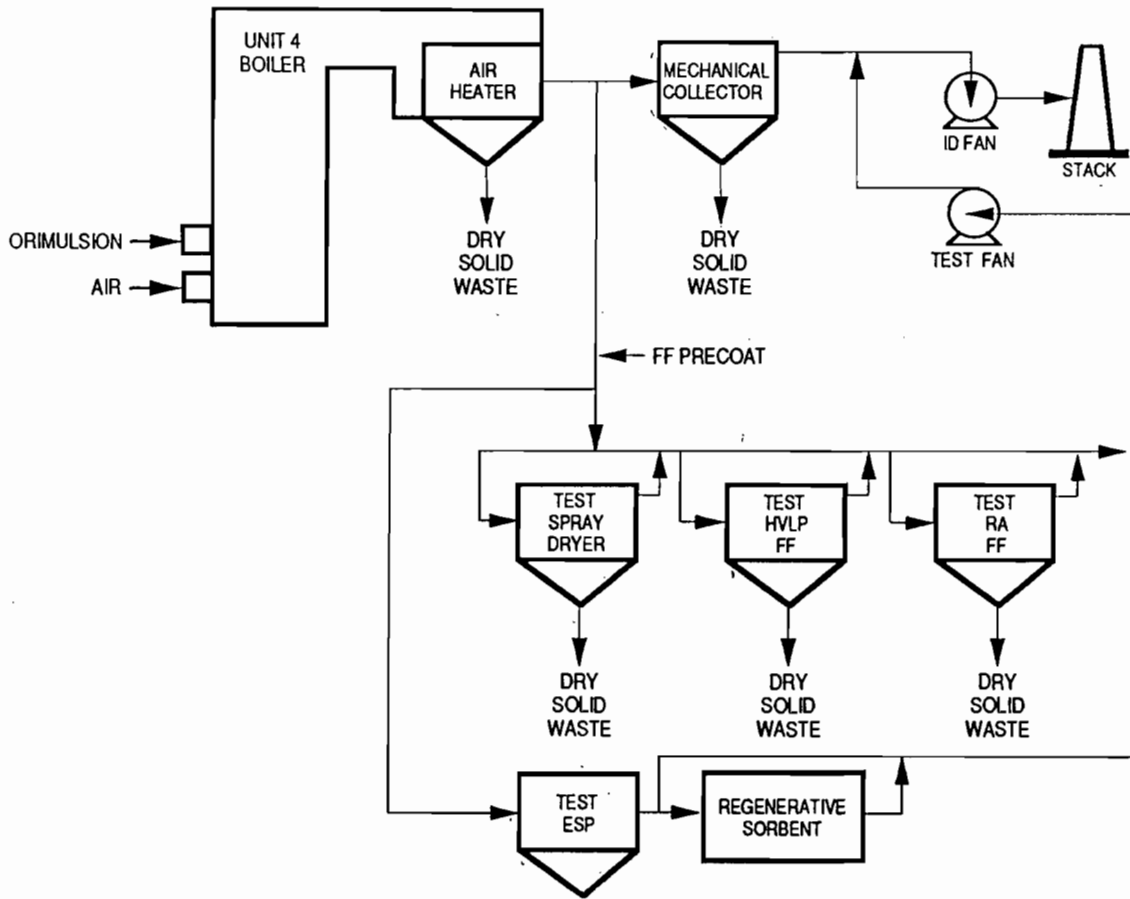 UNIT 4
BOILER
AIR
HEATER
MECHANICAL
COLLECTOR
ID FAN
STACK
ORIMULSION
AIR
DRY
SOLID
WASTE
DRY
SOLID
WASTE
TEST FAN
FF PRECOAT
TEST
SPRAY
DRYER
TEST
HVLP
FF
TEST
RA
FF
DRY
SOLID
WASTE
DRY
SOLID
WASTE
DRY
SOLID
WASTE
TEST
ESP
REGENERATIVE
SORBENT